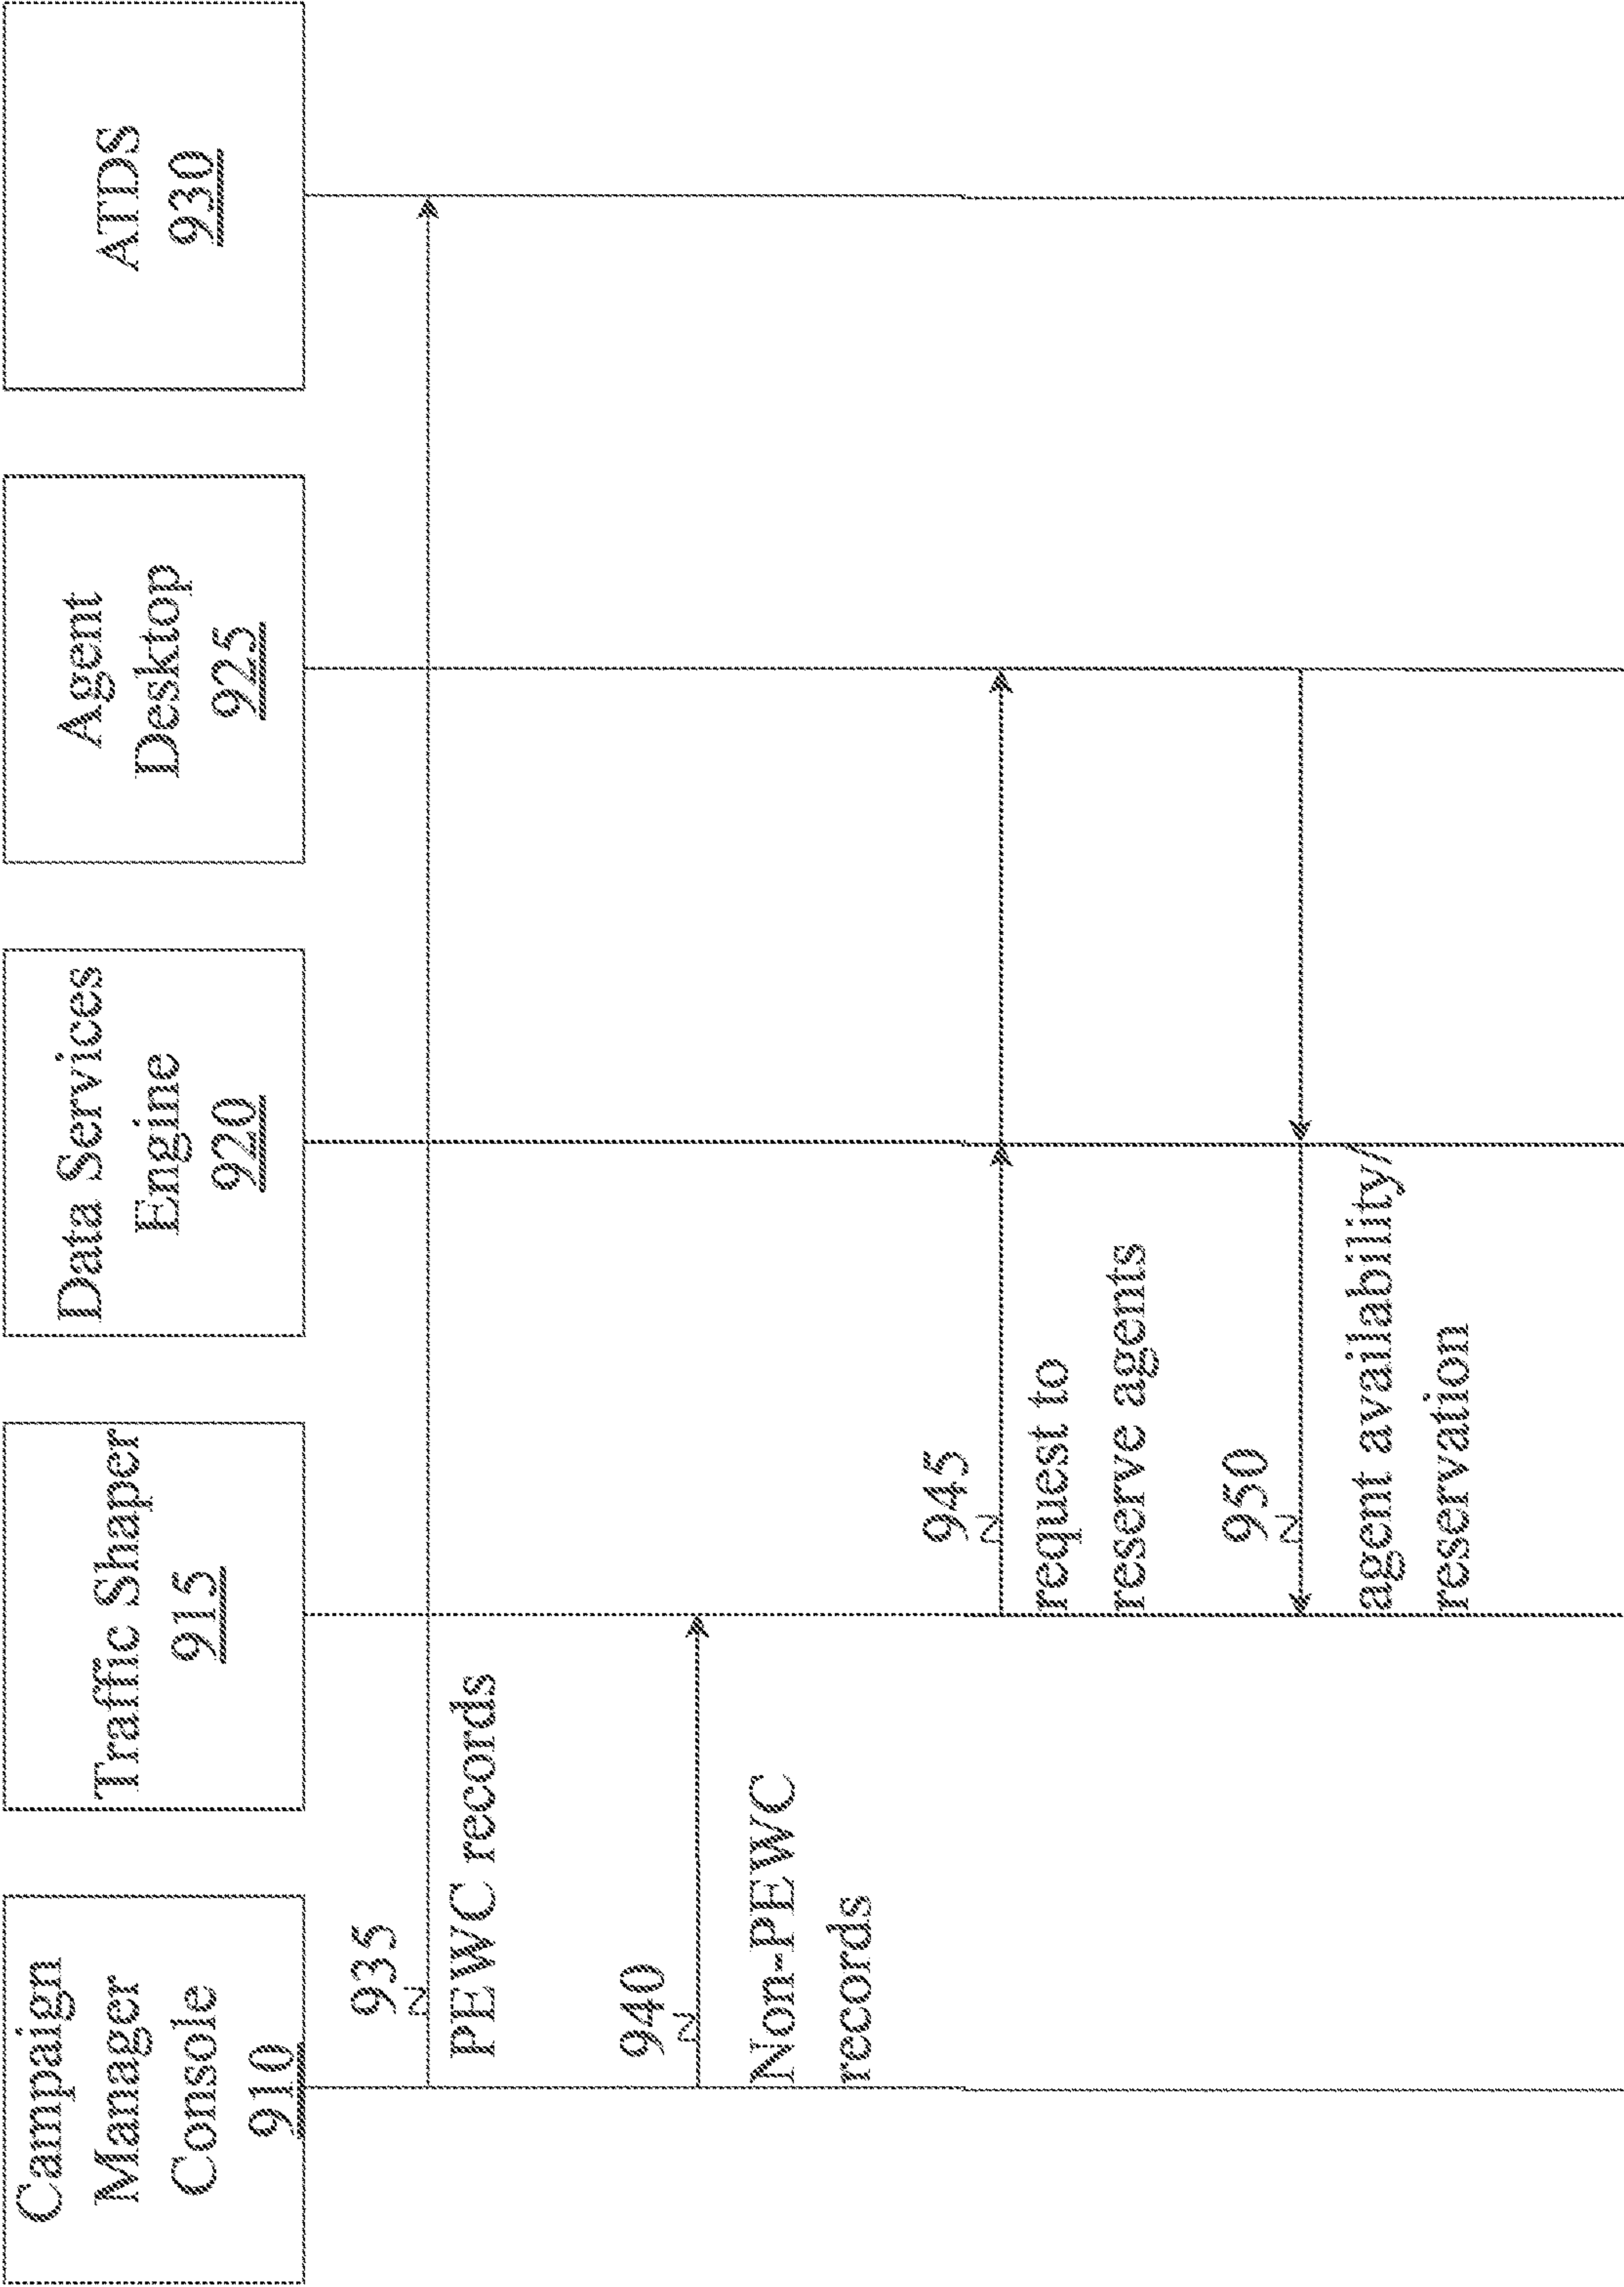 Campaign
Manager
Console
910
Traffic Shaper
915
Data Services
Engine
920
Agent
Desktop
925
ATDS
930
935
PEWC records
940
Non-PEWC
records
945
request to
reserve agents
950
agent availability/
reservation